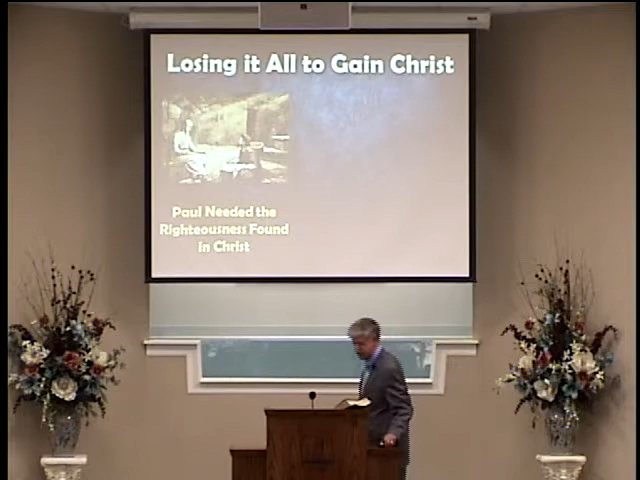 Losing it All to Gain Christ
Paul Needed the
Righteousness Found
in Christ